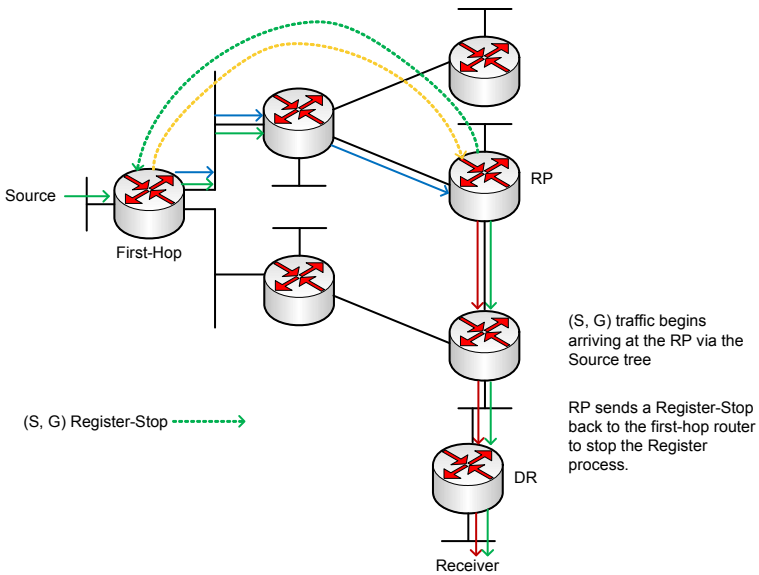 RP
Source
First-Hop
(S, G) traffic begins
arriving at the RP via the
Source tree
(S, G) Register-Stop
RP sends a Register-Stop
back to the first-hop router
to stop the Register
process.
DR
Receiver